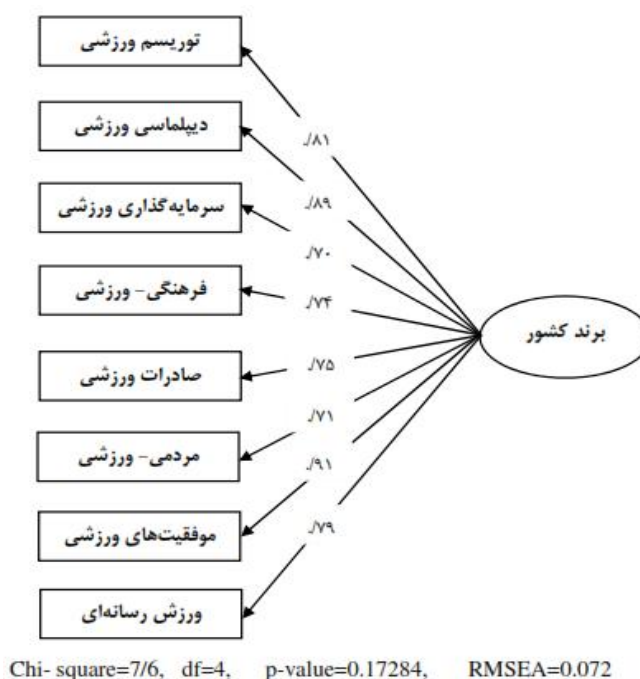 توریسم ورزشی
./۸۱
دیپلماسی ورزشی
./۸۹
سرمایه‌گذاری ورزشی
./۷۰
فرهنگی- ورزشی
./۷۴
برند کشور
صادرات ورزشی
./۷۵
مردمی- ورزشی
./۷۱
موفقیت‌های ورزشی
./۹۱
ورزش رسانه‌ای
./۷۹
Chi- square=7/6, df=4, p-value=0.17284, RMSEA=0.072